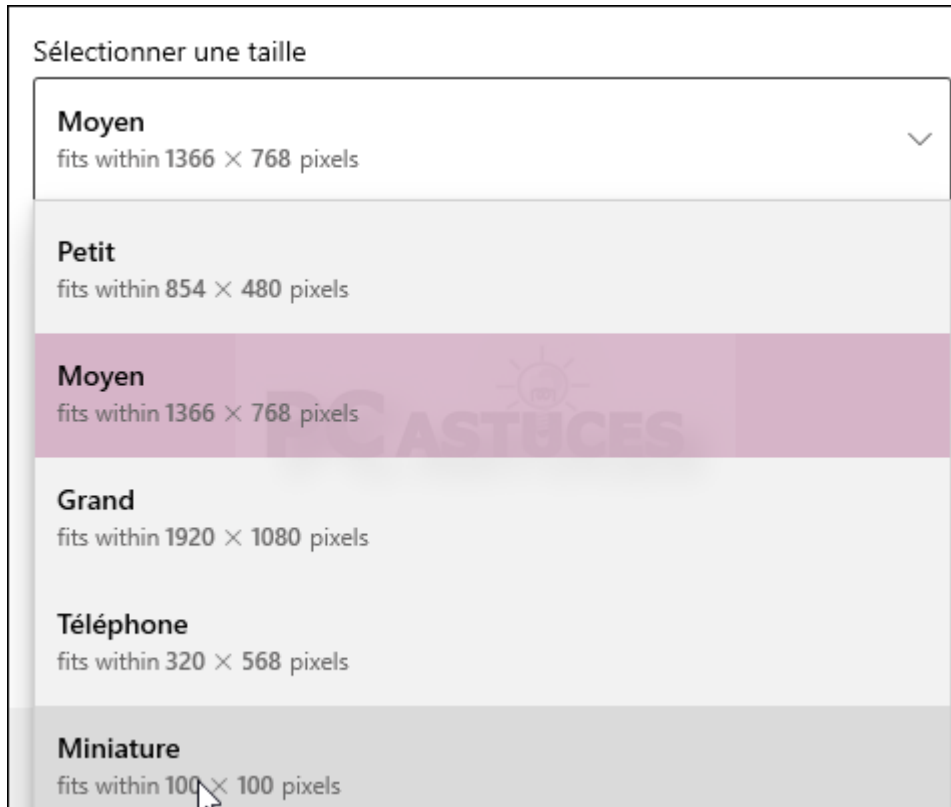 Sélectionner une taille
Moyen
fits within 1366 × 768 pixels
Petit
fits within 854 × 480 pixels
Moyen
fits within 1366 × 768 pixels
PC ASTUCES
Grand
fits within 1920 × 1080 pixels
Téléphone
fits within 320 × 568 pixels
Miniature
fits within 100 × 100 pixels